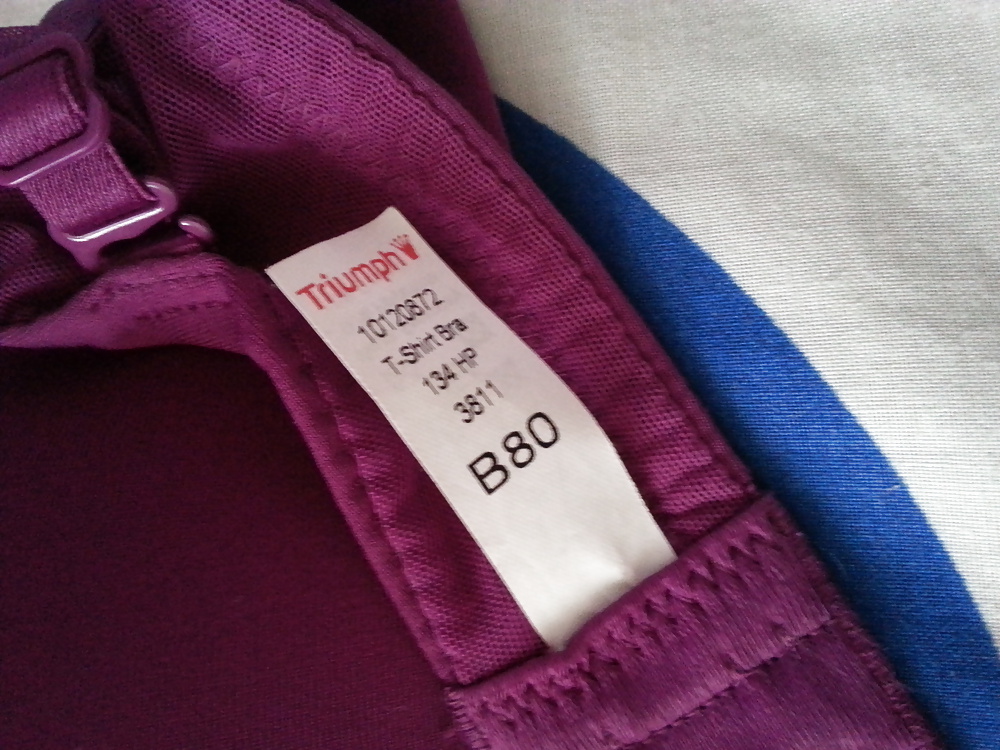 Triumph
10120872
T-Shirt Bra
134 HP
3811
B80